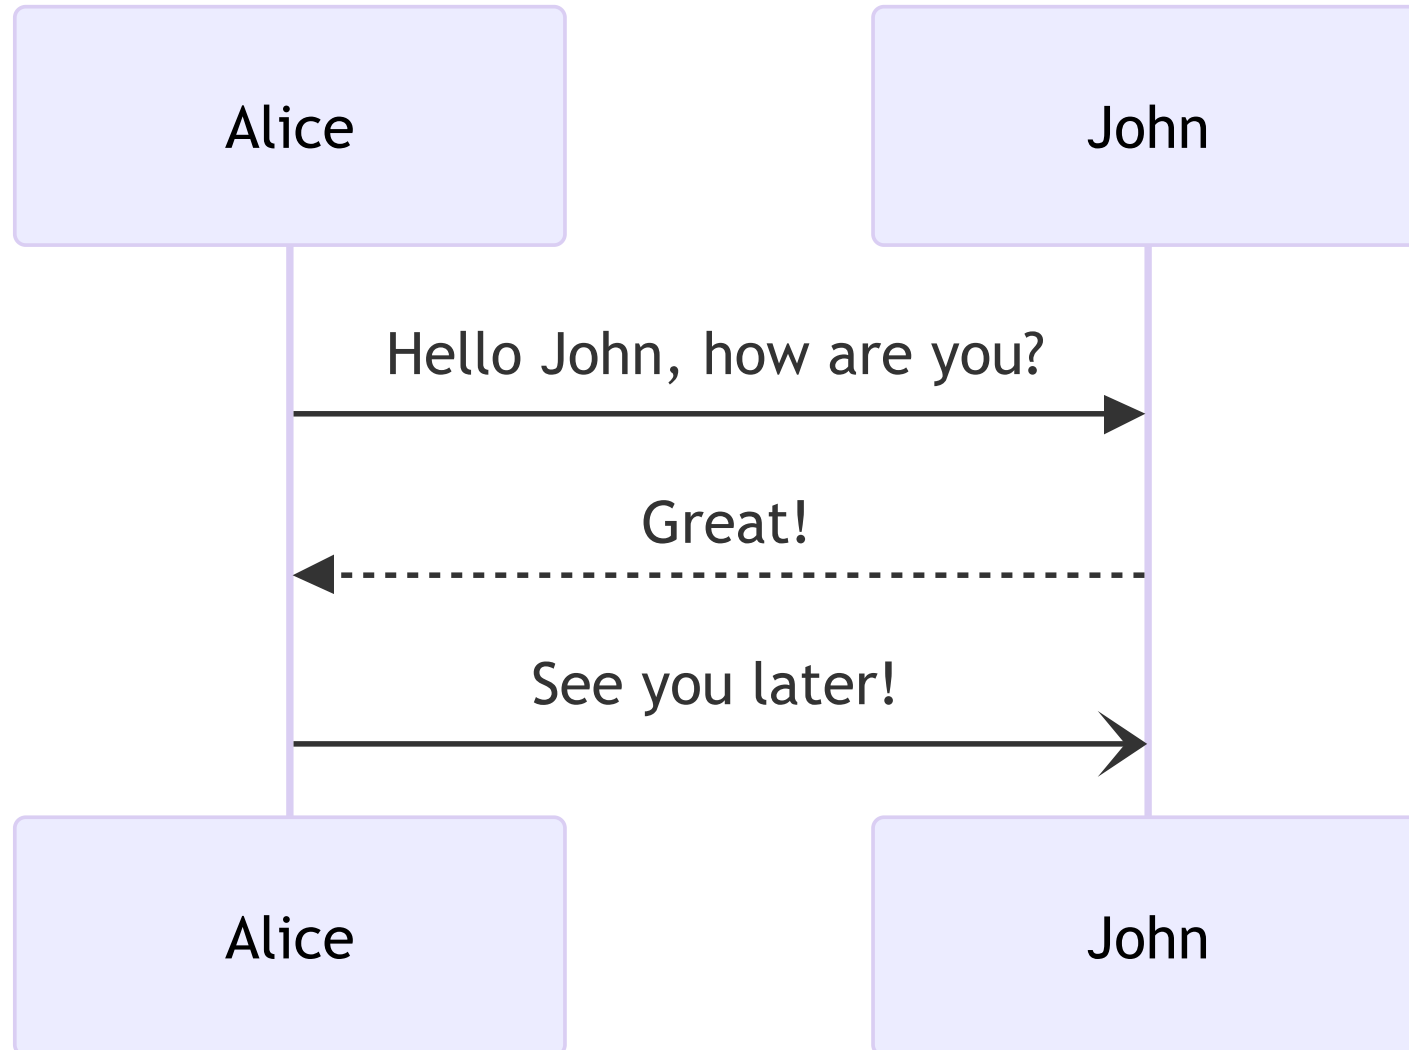 Alice
John
Hello John, how are you?
Great!
See you later!
Alice
John